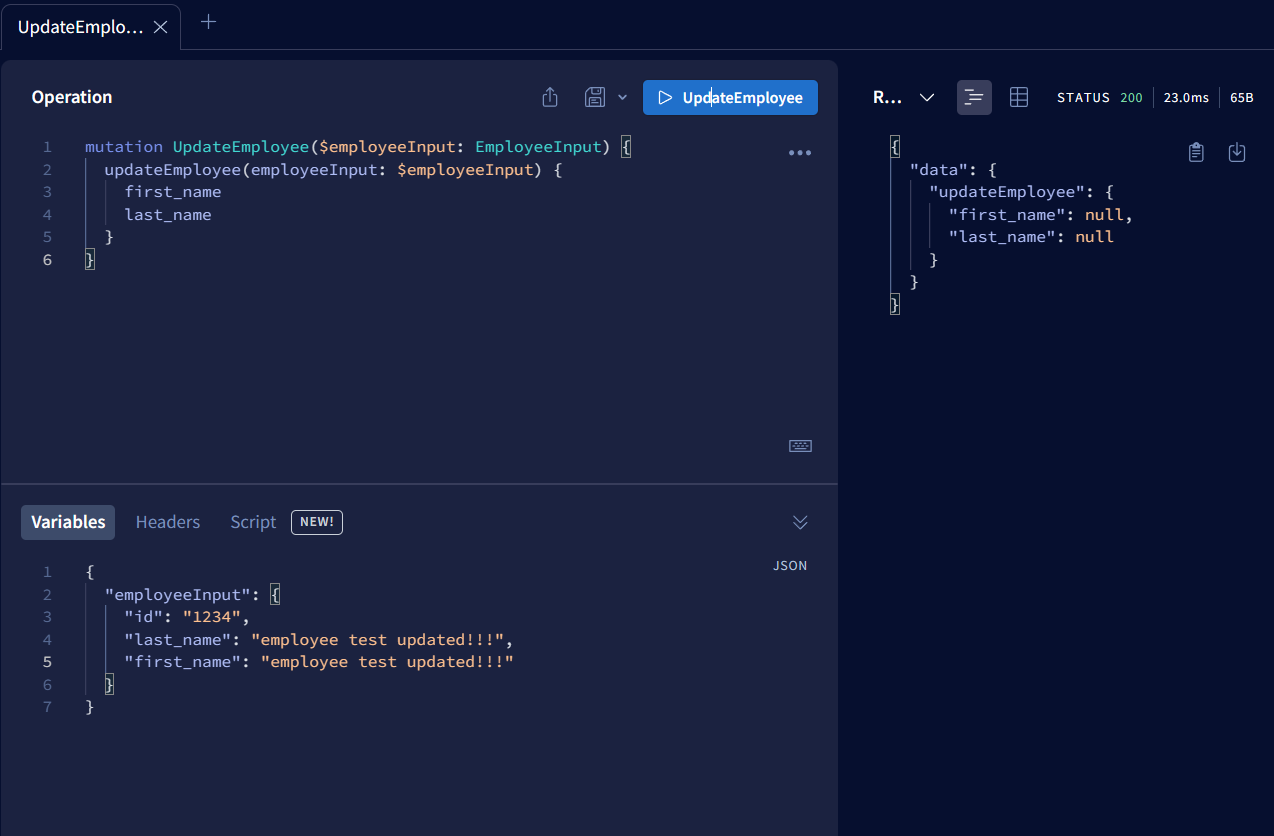 UpdateEmplo...
Operation
UpdateEmployee
1 mutation UpdateEmployee($employeeInput: EmployeeInput) {
2 updateEmployee(employeeInput: $employeeInput) {
3 first_name
4 last_name
5 }
6 }
Variables Headers Script NEW!
JSON
1 {
2 "employeeInput": {
3 "id": "1234",
4 "last_name": "employee test updated!!!",
5 "first_name": "employee test updated!!!"
6 }
7 }
R... STATUS 200 23.0ms 65B
{
"data": {
"updateEmployee": {
"first_name": null,
"last_name": null
}
}
}